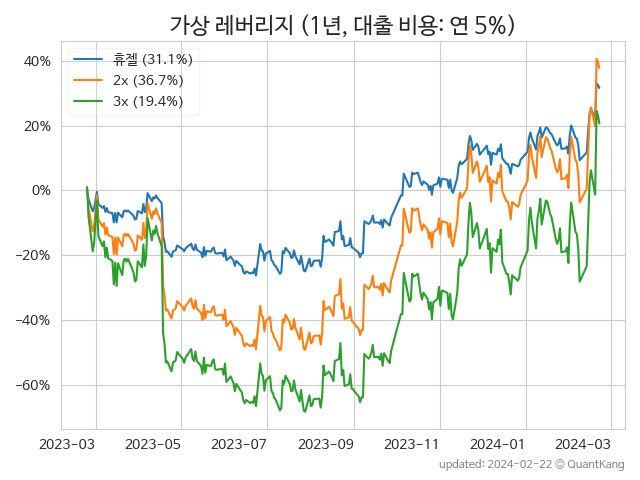 가상 레버리지 (1년, 대출 비용: 연 5%)
휴젤 (31.1%)
2x (36.7%)
3x (19.4%)
40%
20%
0%
−20%
−40%
−60%
2023-03 2023-05 2023-07 2023-09 2023-11 2024-01 2024-03
updated: 2024-02-22 © QuantKang